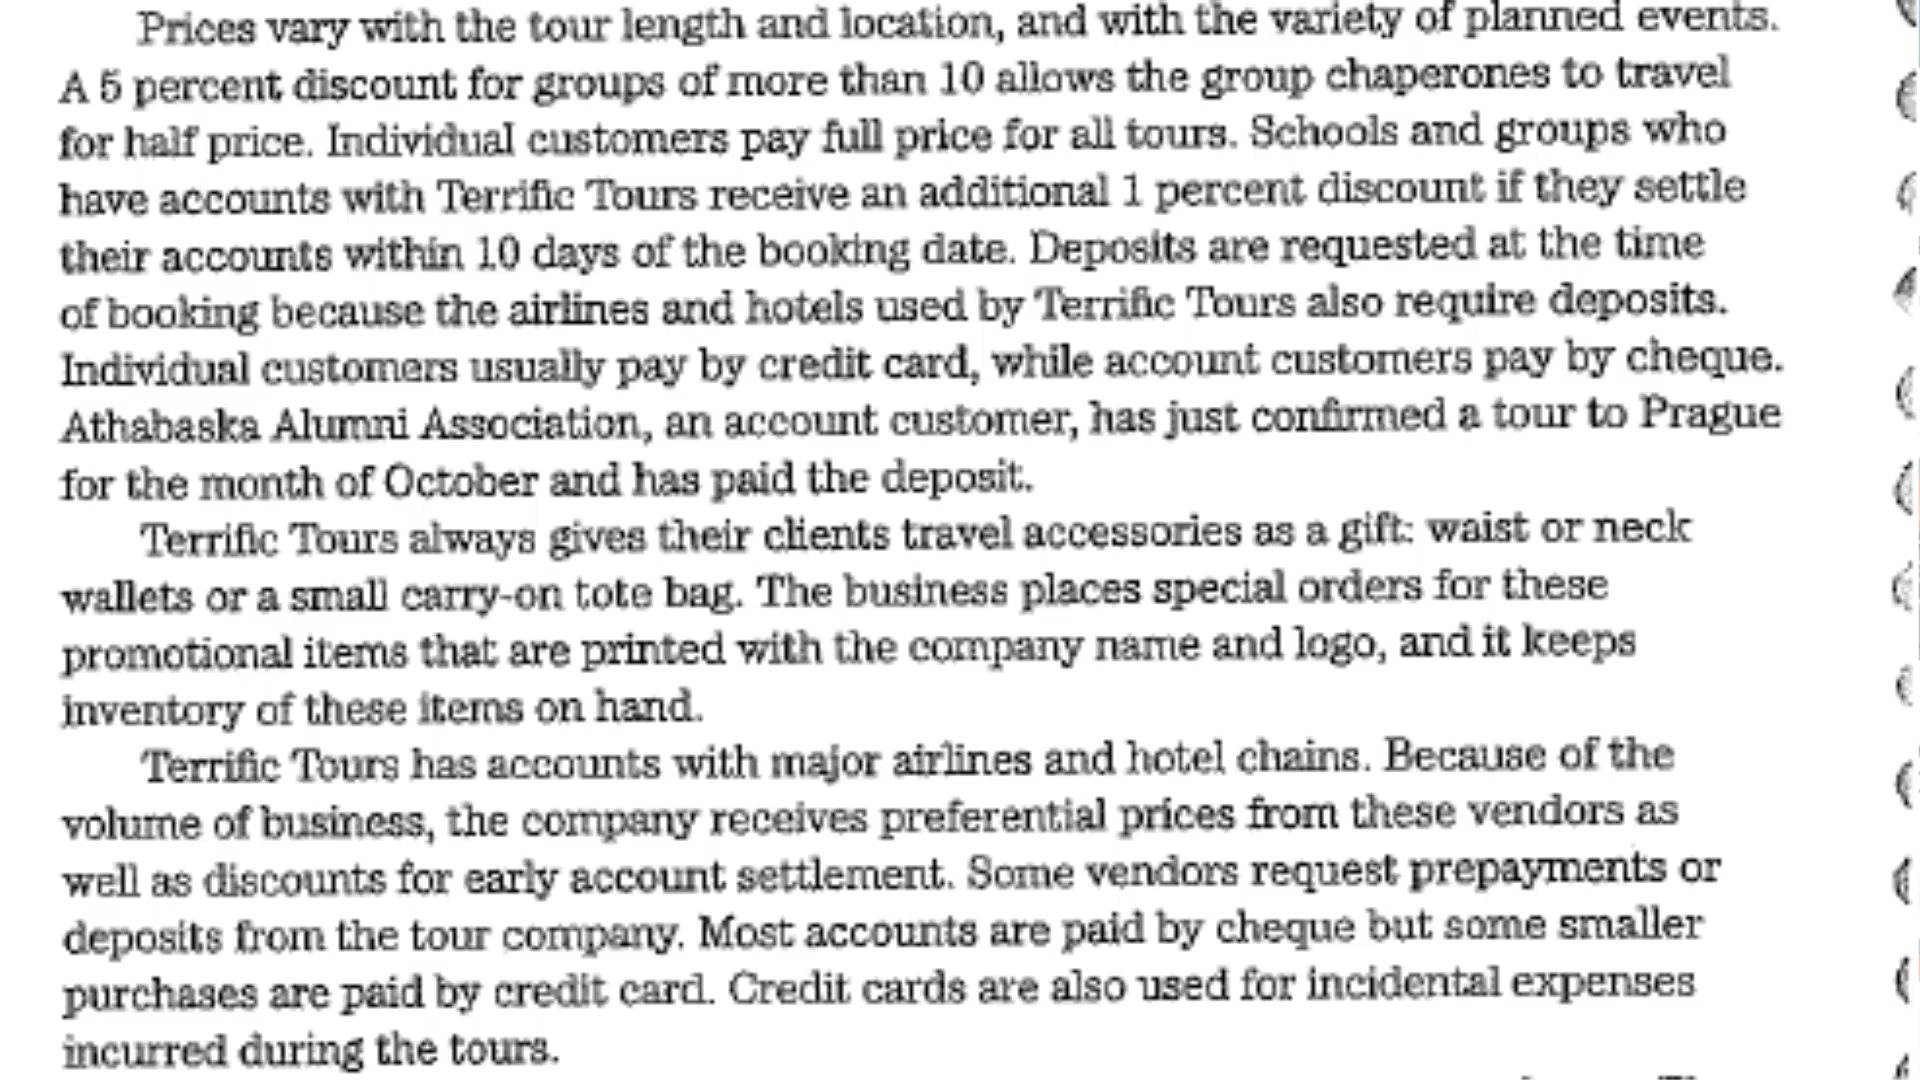 Prices vary with the tour length and location, and with the variety of planned events.
A 5 percent discount for groups of more than 10 allows the group chaperones to travel
for half price. Individual customers pay full price for all tours. Schools and groups who
have accounts with Terrific Tours receive an additional 1 percent discount if they settle
their accounts within 10 days of the booking date. Deposits are requested at the time
of booking because the airlines and hotels used by Terrific Tours also require deposits.
Individual customers usually pay by credit card, while account customers pay by cheque.
Athabaska Alumni Association, an account customer, has just confirmed a tour to Prague
for the month of October and has paid the deposit.
Terrific Tours always gives their clients travel accessories as a gift: waist or neck
wallets or a small carry-on tote bag. The business places special orders for these
promotional items that are printed with the company name and logo, and it keeps
inventory of these items on hand.
Terrific Tours has accounts with major airlines and hotel chains. Because of the
volume of business, the company receives preferential prices from these vendors as
well as discounts for early account settlement. Some vendors request prepayments or
deposits from the tour company. Most accounts are paid by cheque but some smaller
purchases are paid by credit card. Credit cards are also used for incidental expenses
incurred during the tours.